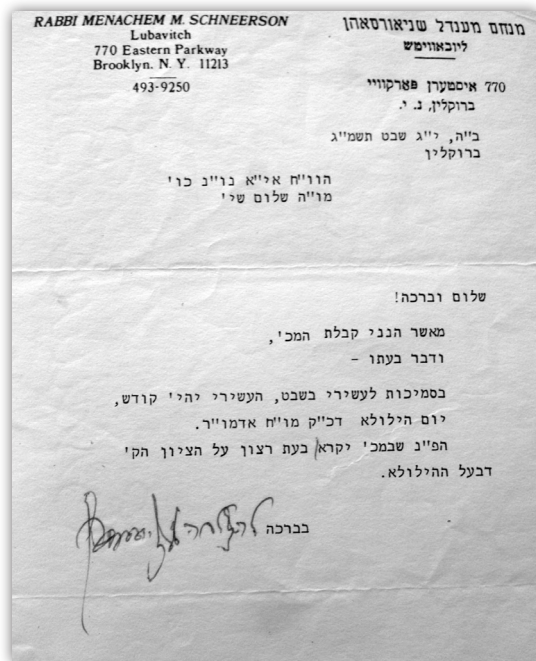 RABBI MENACHEM M. SCHNEERSON
Lubavitch
770 Eastern Parkway
Brooklyn, N. Y. 11213
493-9250
מנחם מענדל שניאורסאהן
ליובאוויטש
770 איסטערן פארקוויי
ברוקלין, נ. י.
ב"ה, י"ג שבט תשמ"ג
ברוקלין
הוו"ח אי"א נו"נ כו'
מו"ה שלום שי'
שלום וברכה!
מאשר הנני קבלת המכ',
ודבר בעתו –
בסמיכות לעשירי בשבט, העשירי יהי' קודש,
יום הילולא דכ"ק מו"ח אדמו"ר.
הפ"נ שבמכ' יקרא בעת רצון על הציון הק'
דבעל ההילולא.
בברכה